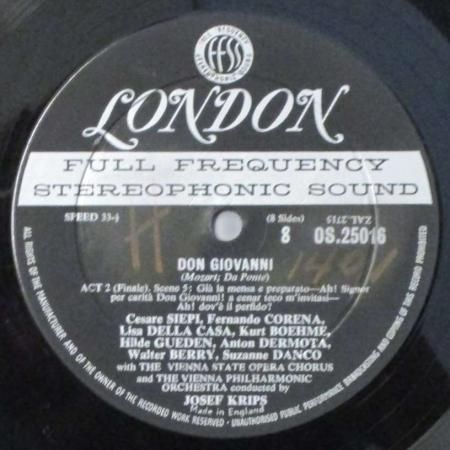 FULL FREQUENCY
ffss
STEREOPHONIC SOUND
LONDON
FULL FREQUENCY
STEREOPHONIC SOUND
SPEED 33⅓
(8 Sides)
ZAL.2715
8 OS.25016
DON GIOVANNI
(Mozart; Da Ponte)
ACT 2 (Finale). Scene 5: Già la mensa e preparato—Ah! Signor
per carità Don Giovanni! a cenar teco m'invitasi—
Ah! dov'è il perfido?
Cesare SIEPI, Fernando CORENA,
Lisa DELLA CASA, Kurt BOEHME,
Hilde GUEDEN, Anton DERMOTA,
Walter BERRY, Suzanne DANCO
with THE VIENNA STATE OPERA CHORUS
and THE VIENNA PHILHARMONIC
ORCHESTRA conducted by
JOSEF KRIPS
Made in England
ALL RIGHTS OF THE MANUFACTURER AND OF THE OWNER OF THE RECORDED WORK RESERVED · UNAUTHORISED PUBLIC PERFORMANCE BROADCASTING AND COPYING OF THIS RECORD PROHIBITED